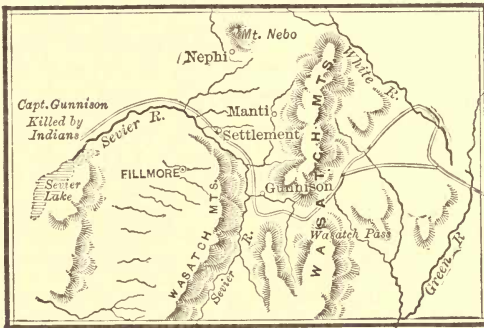 Mt. Nebo
Nephi
White R.
Capt. Gunnison
Killed by
Indians
Sevier R.
Manti
Settlement
WASATCH MTS.
FILLMORE
Sevier
Lake
Gunnison
WASATCH MTS.
Sevier R.
Wasatch Pass
Green R.